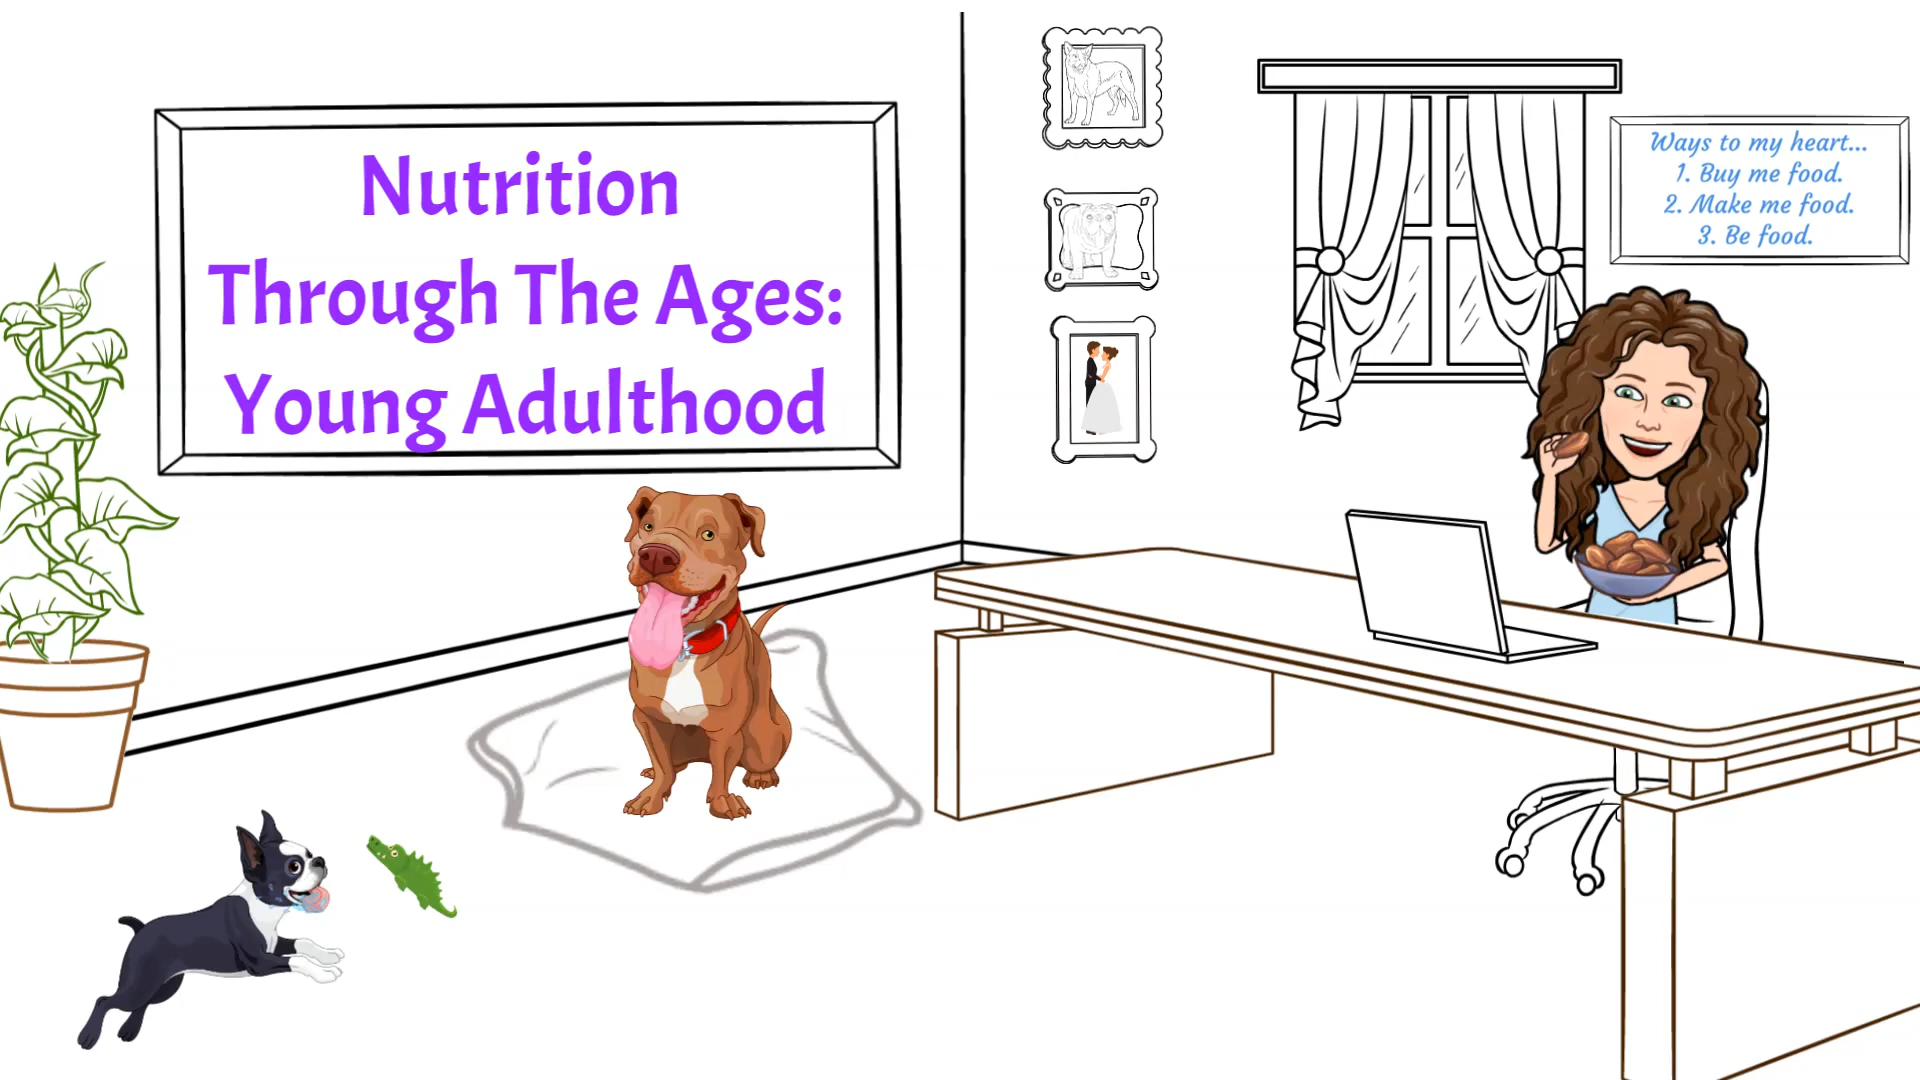 Nutrition
Through The Ages:
Young Adulthood
Ways to my heart...
1. Buy me food.
2. Make me food.
3. Be food.